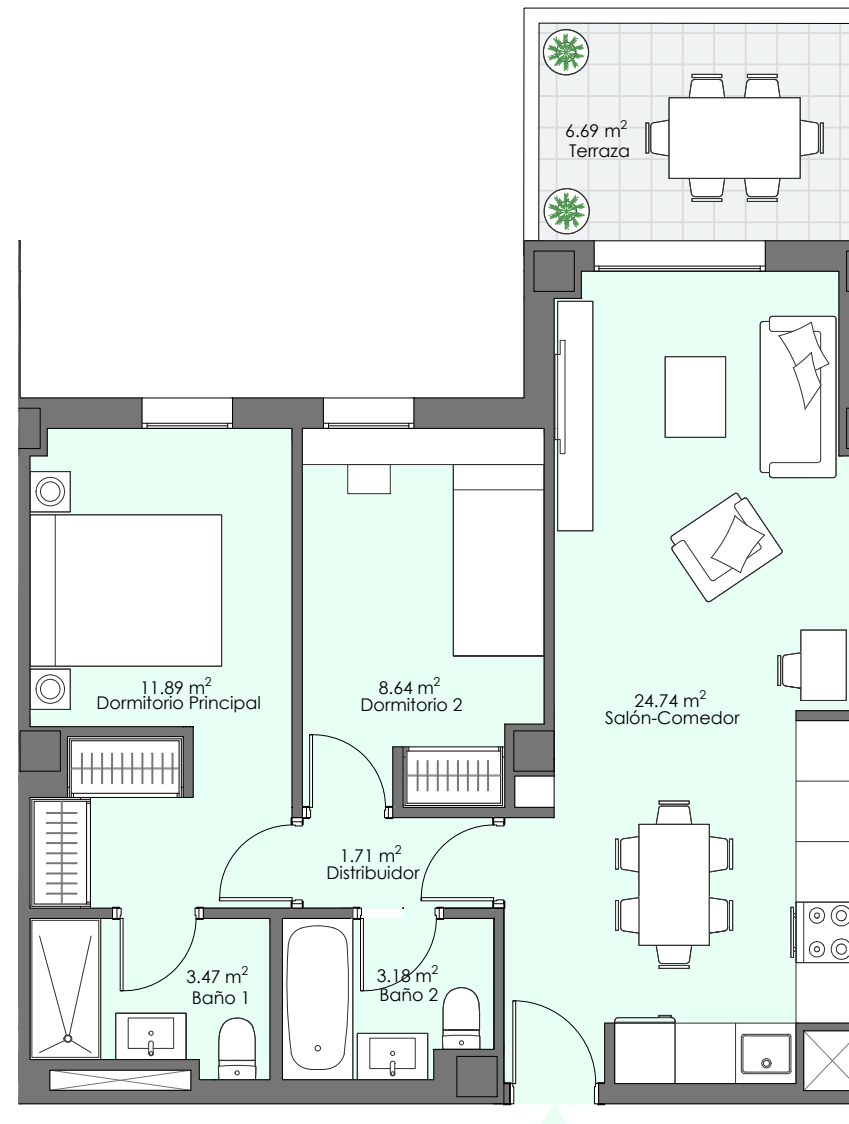 6.69 m²
Terraza
11.89 m²
Dormitorio Principal
8.64 m²
Dormitorio 2
24.74 m²
Salón-Comedor
1.71 m²
Distribuidor
3.47 m²
Baño 1
3.18 m²
Baño 2